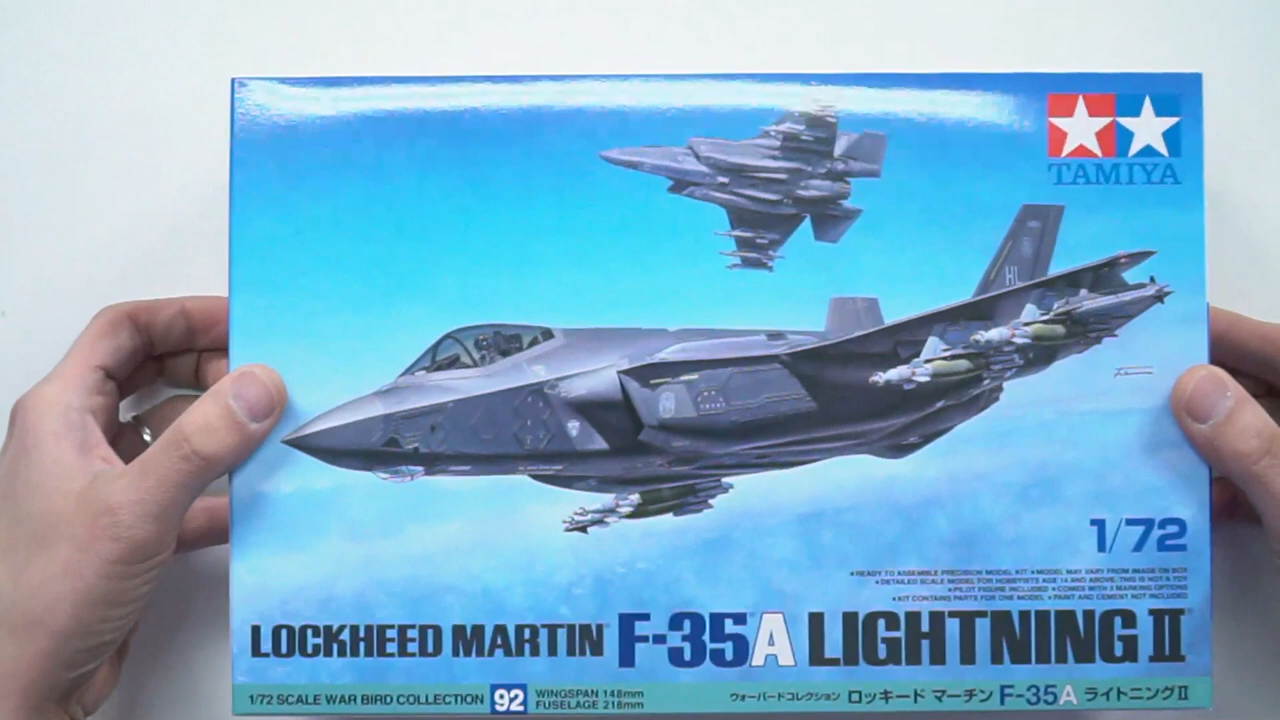 TAMIYA
HL
1/72
★READY TO ASSEMBLE PRECISION MODEL KIT ★MODEL MAY VARY FROM IMAGE ON BOX
★DETAILED SCALE MODEL FOR HOBBYISTS AGE 14 AND ABOVE. THIS IS NOT A TOY
★PILOT FIGURE INCLUDED ★COMES WITH 3 MARKING OPTIONS
★KIT CONTAINS PARTS FOR ONE MODEL ★PAINT AND CEMENT NOT INCLUDED
LOCKHEED MARTIN® F-35A LIGHTNING II®
1/72 SCALE WAR BIRD COLLECTION 92 WINGSPAN 148mm
FUSELAGE 218mm
ウォーバードコレクション ロッキード マーチン F-35A ライトニングII